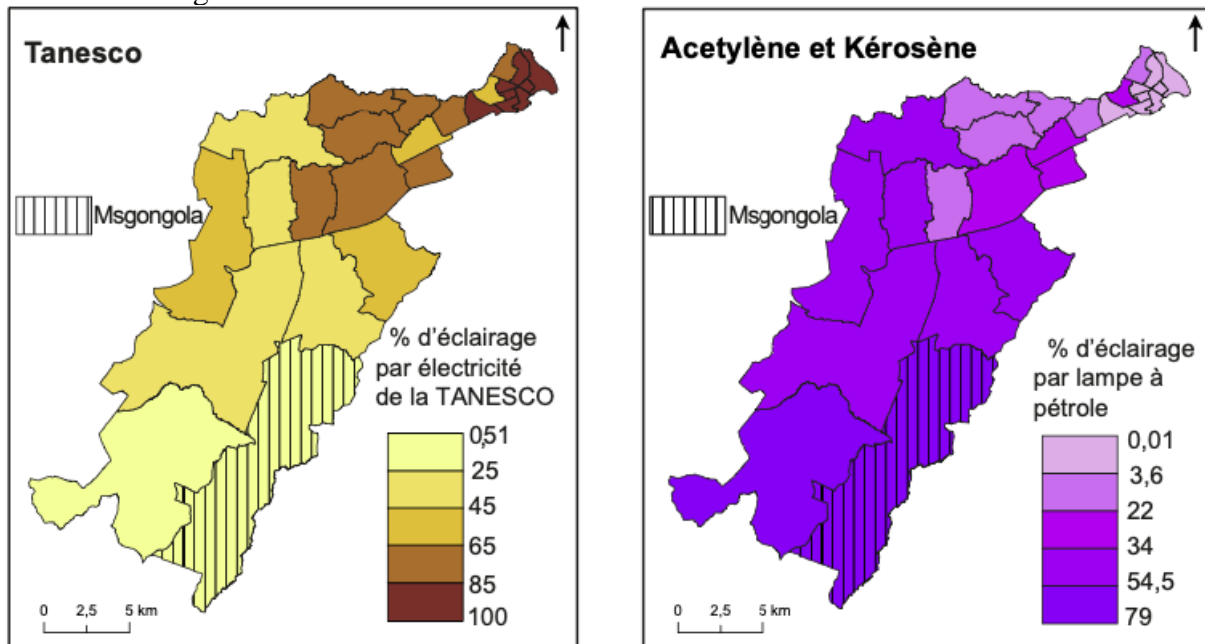 Tanesco
Msgongola
% d'éclairage
par électricité
de la TANESCO
0,51
25
45
65
85
100
0 2,5 5 km
Acetylène et Kérosène
Msgongola
% d'éclairage
par lampe à
pétrole
0,01
3,6
22
34
54,5
79
0 2,5 5 km